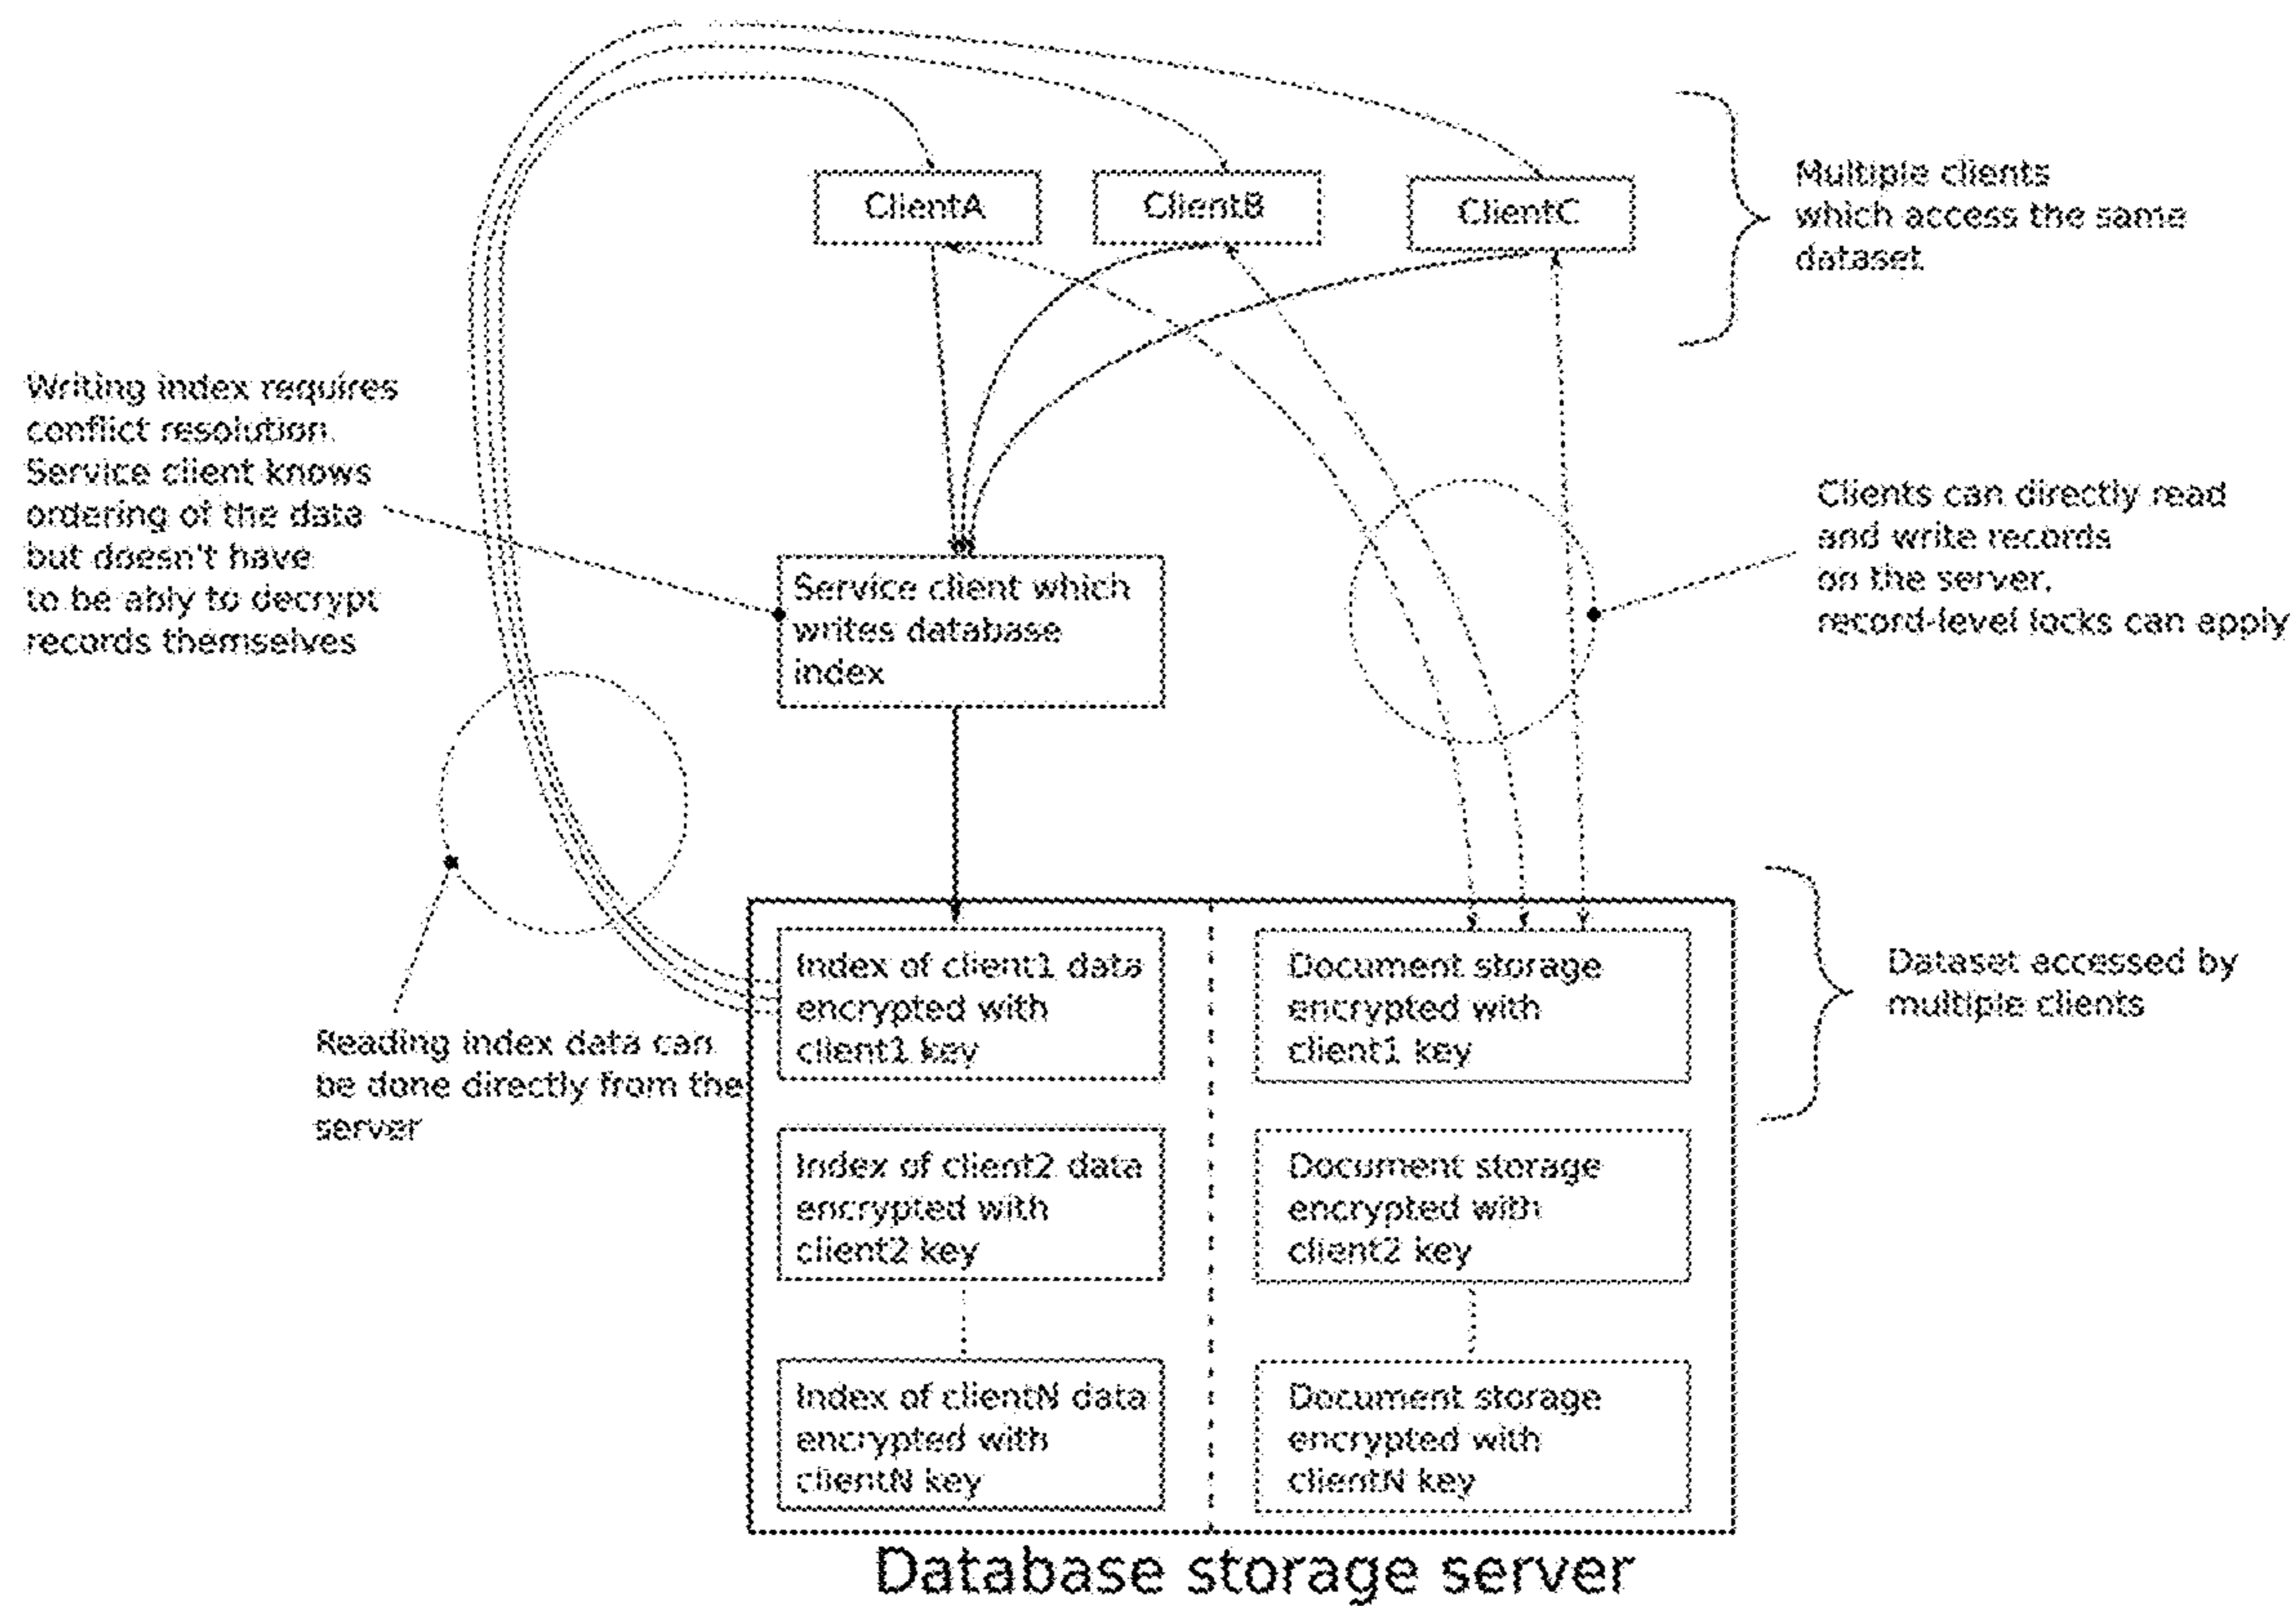 ClientA
ClientB
ClientC
Multiple clients
which access the same
dataset
Writing index requires
conflict resolution.
Service client knows
ordering of the data
but doesn't have
to be ably to decrypt
records themselves
Clients can directly read
and write records
on the server,
record-level locks can apply
Service client which
writes database
index
Reading index data can
be done directly from the
server
Index of client1 data
encrypted with
client1 key
Document storage
encrypted with
client1 key
Dataset accessed by
multiple clients
Index of client2 data
encrypted with
client2 key
Document storage
encrypted with
client2 key
Index of clientN data
encrypted with
clientN key
Document storage
encrypted with
clientN key
Database storage server